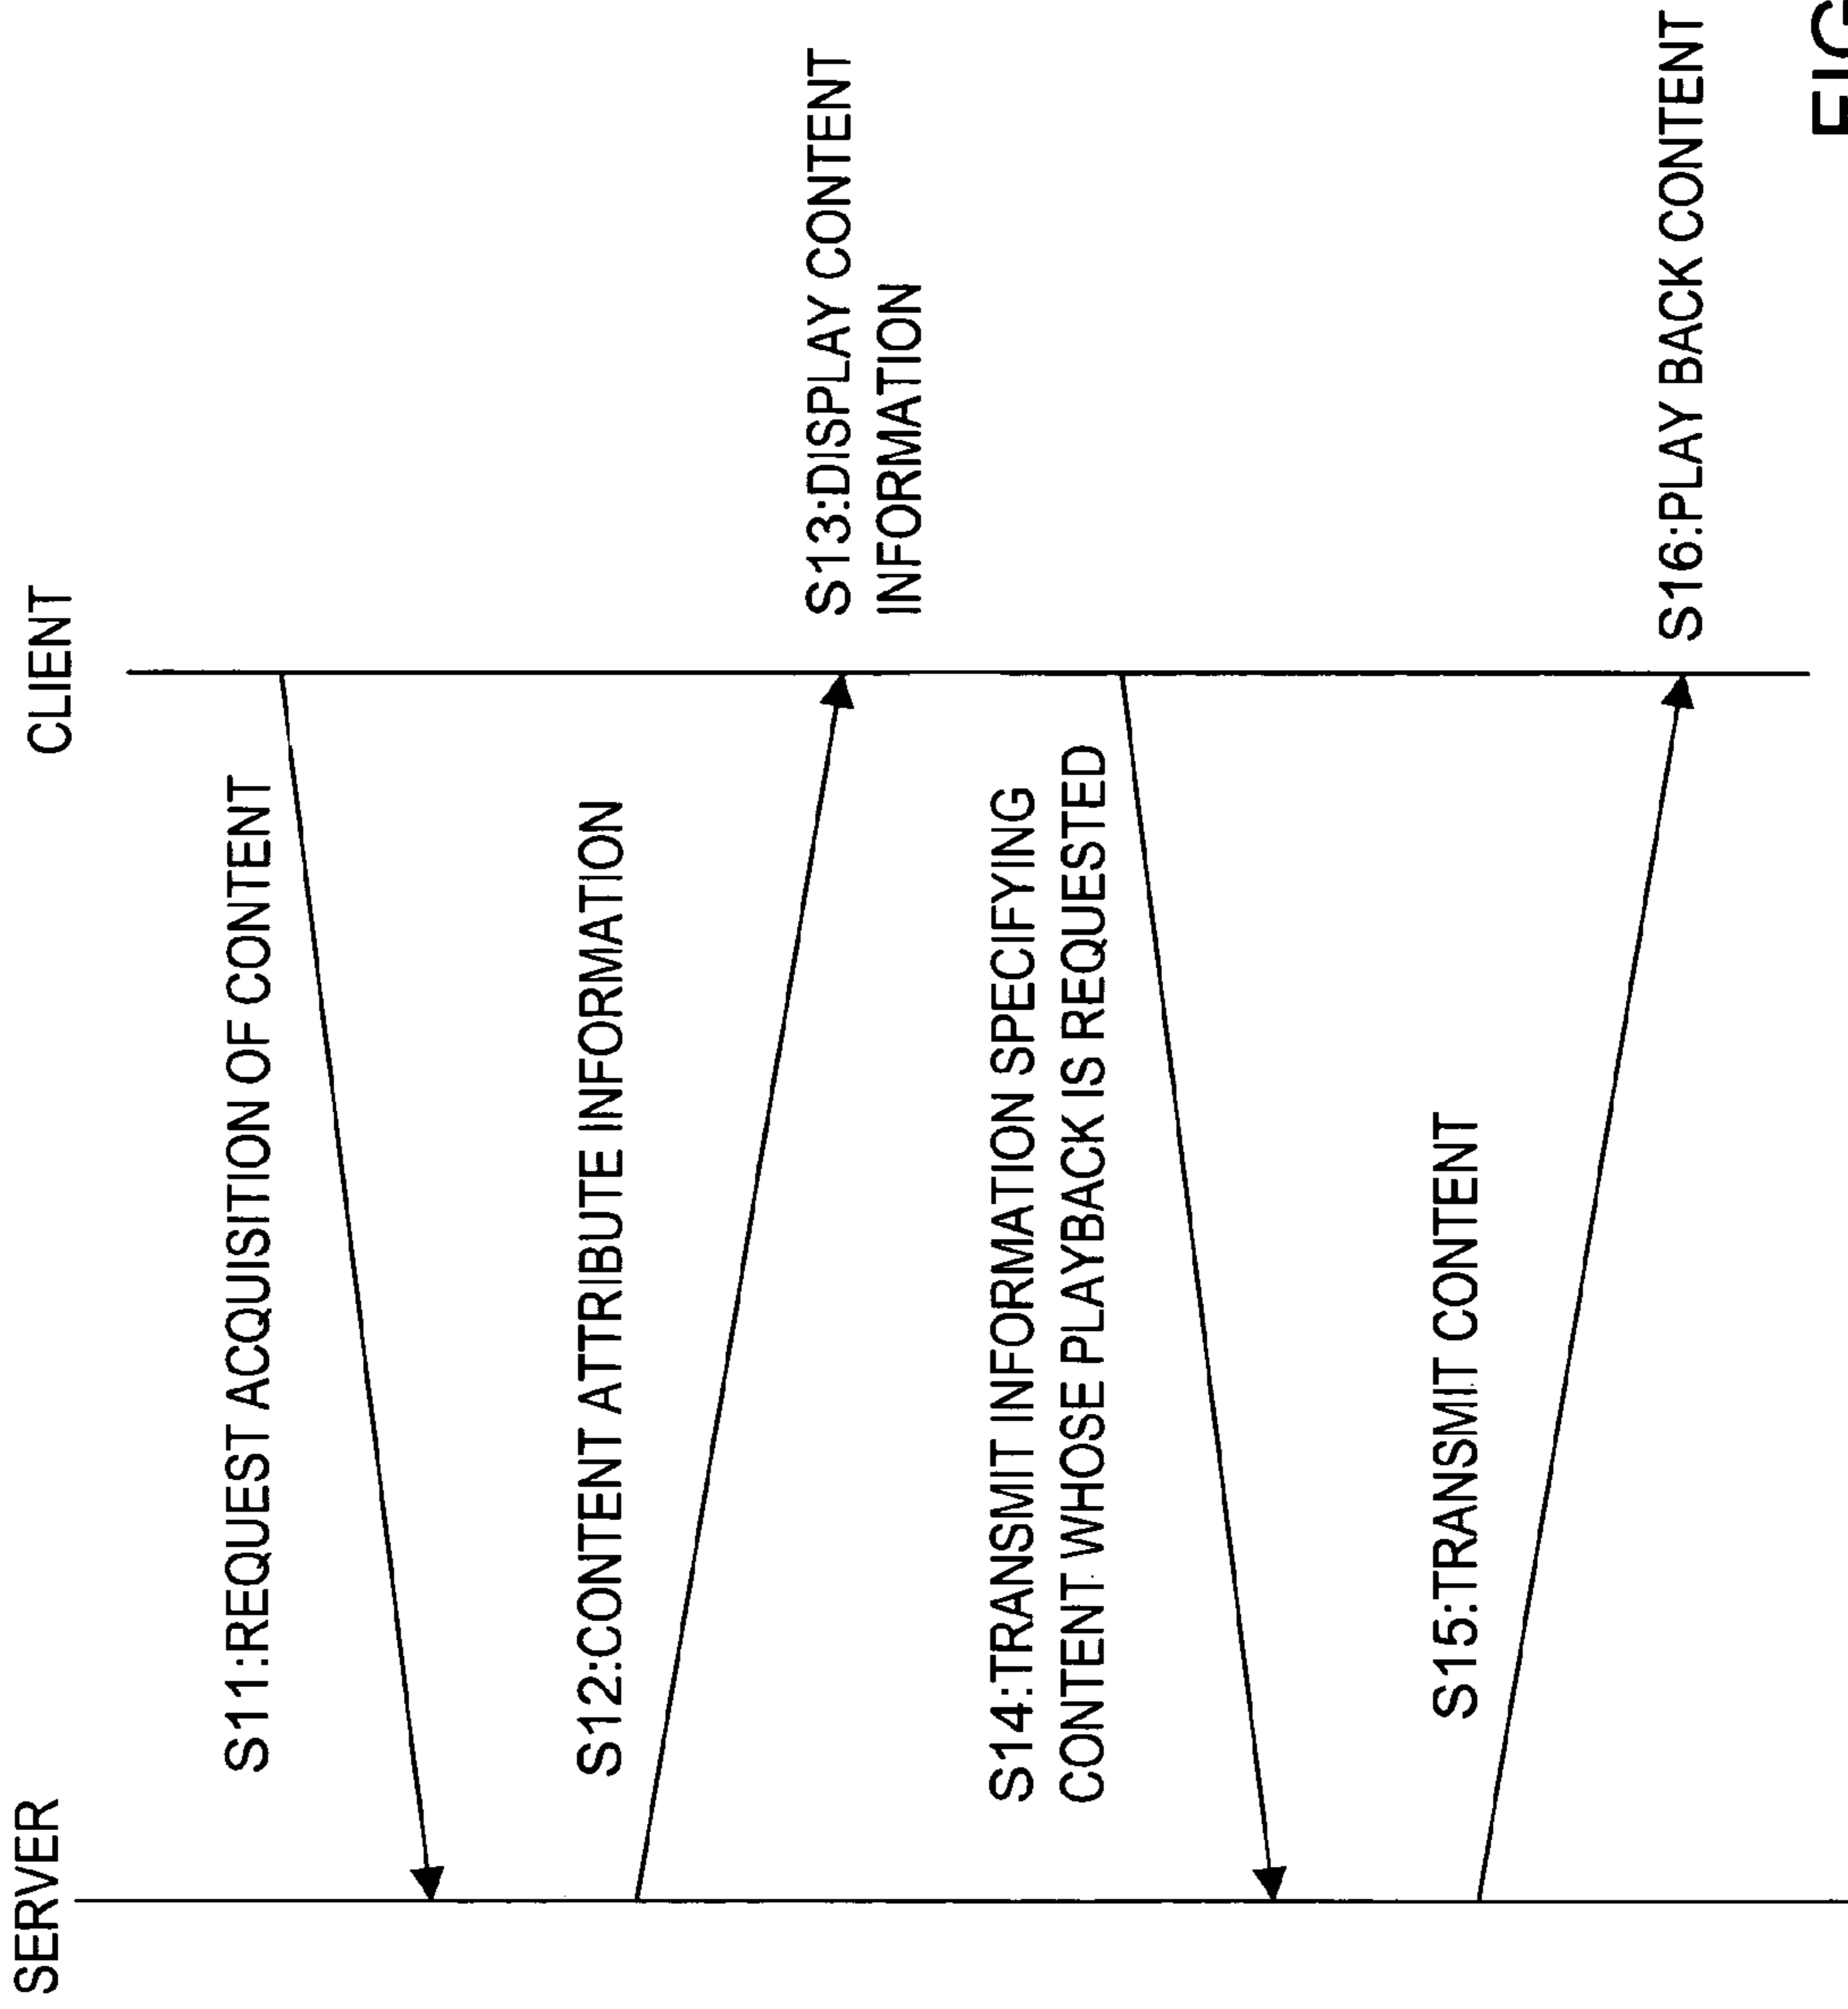 SERVER
CLIENT
S11:REQUEST ACQUISITION OF CONTENT
S12:CONTENT ATTRIBUTE INFORMATION
S13:DISPLAY CONTENT
INFORMATION
S14:TRANSMIT INFORMATION SPECIFYING
CONTENT WHOSE PLAYBACK IS REQUESTED
S15:TRANSMIT CONTENT
S16:PLAY BACK CONTENT